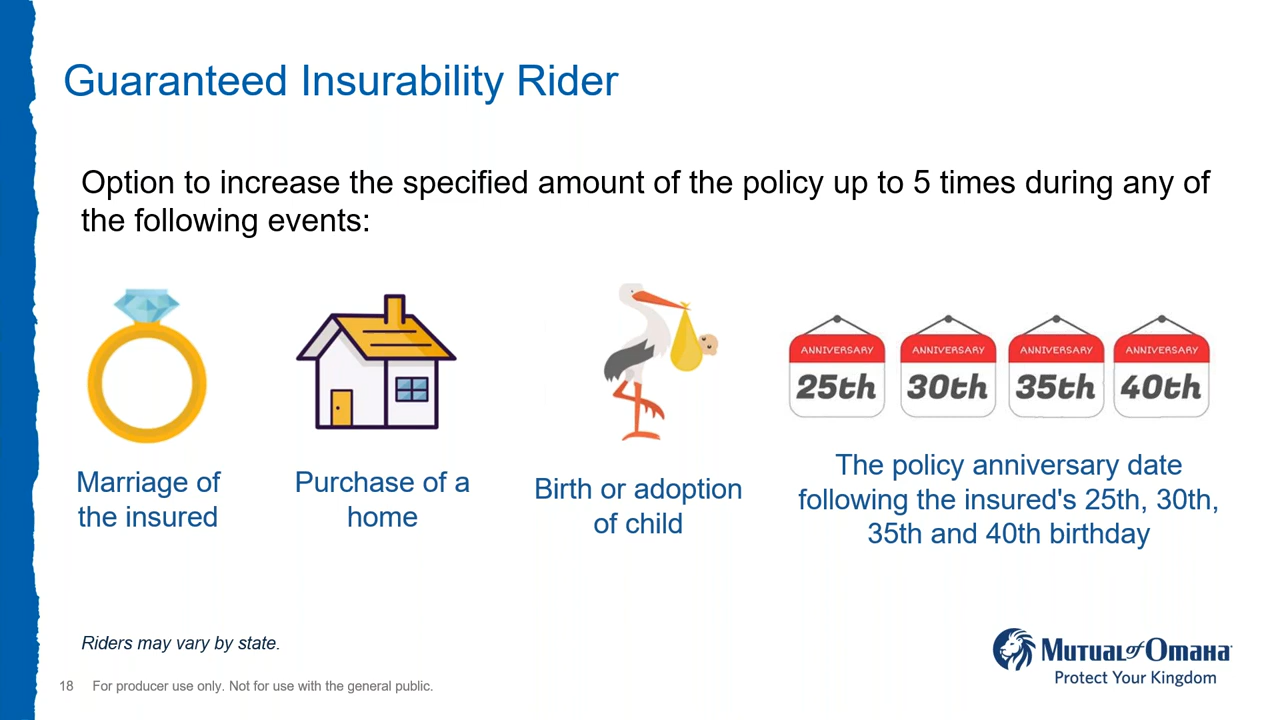 Guaranteed Insurability Rider
Option to increase the specified amount of the policy up to 5 times during any of
the following events:
ANNIVERSARY
25th
ANNIVERSARY
30th
ANNIVERSARY
35th
ANNIVERSARY
40th
Marriage of
the insured
Purchase of a
home
Birth or adoption
of child
The policy anniversary date
following the insured's 25th, 30th,
35th and 40th birthday
Riders may vary by state.
MUTUAL of OMAHA
Protect Your Kingdom
18 For producer use only. Not for use with the general public.